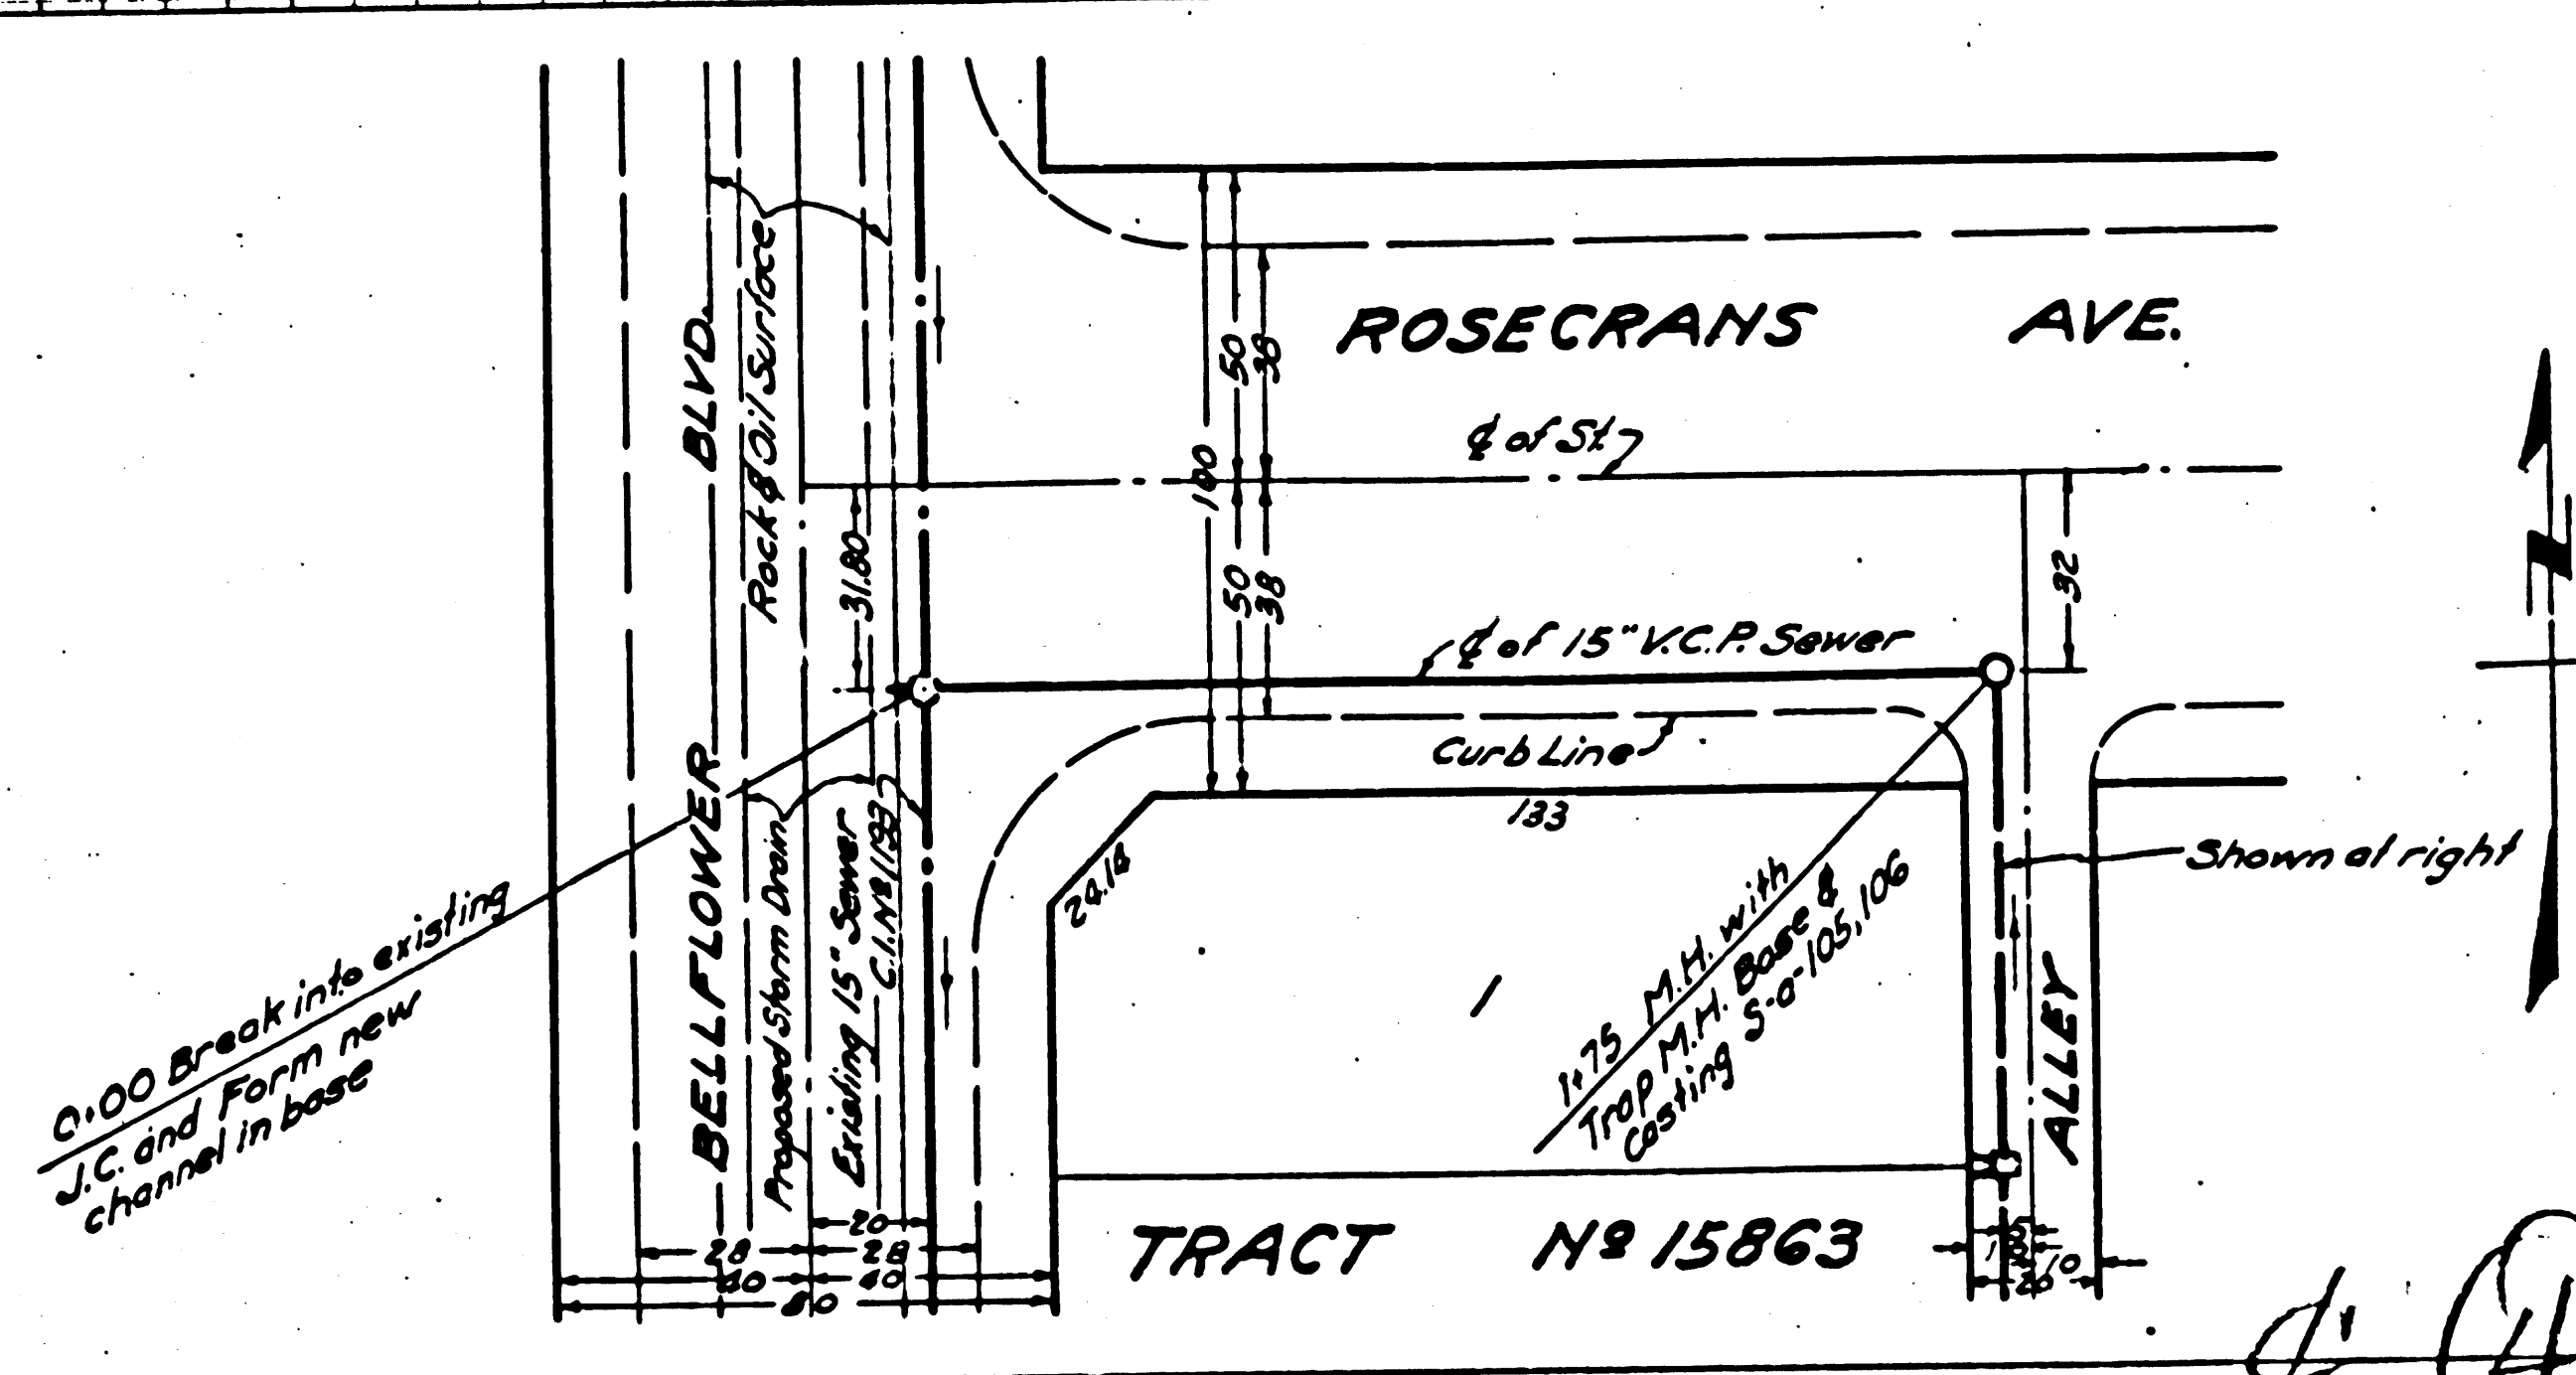 ROSECRANS AVE.
℄ of St.
100
50
38
50
38
31.80
32
BELLFLOWER BLVD.
Rock & Oil Surface
℄ of 15" V.C.P. Sewer
Curb Line
133
24.18
Proposed Storm Drain
Existing 15" Sewer
C.I. Nº 1193
Shown at right
0+00 Break into existing
J.C. and Form new
channel in base
1+75 M.H. with
Trap M.H. Base &
Casting S-a-105,106
1
ALLEY
TRACT Nº 15863
20
28
28
40
40
80
5
10
10
20